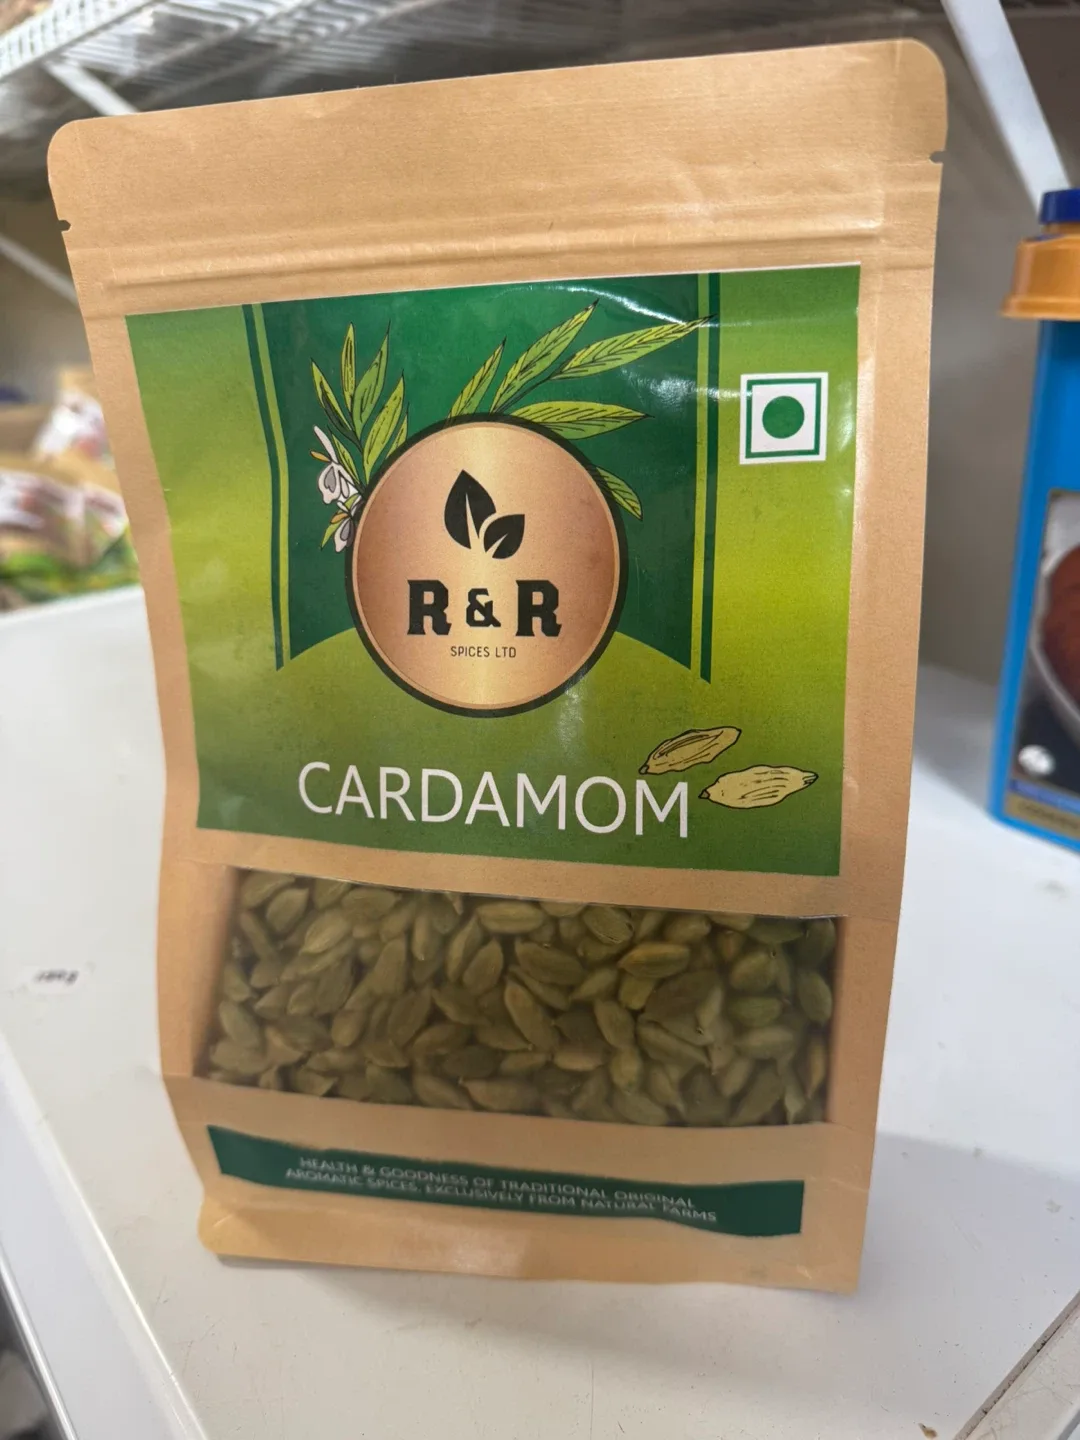 R & R
SPICES LTD
CARDAMOM
HEALTH & GOODNESS OF TRADITIONAL ORIGINAL
AROMATIC SPICES, EXCLUSIVELY FROM NATURAL FARMS